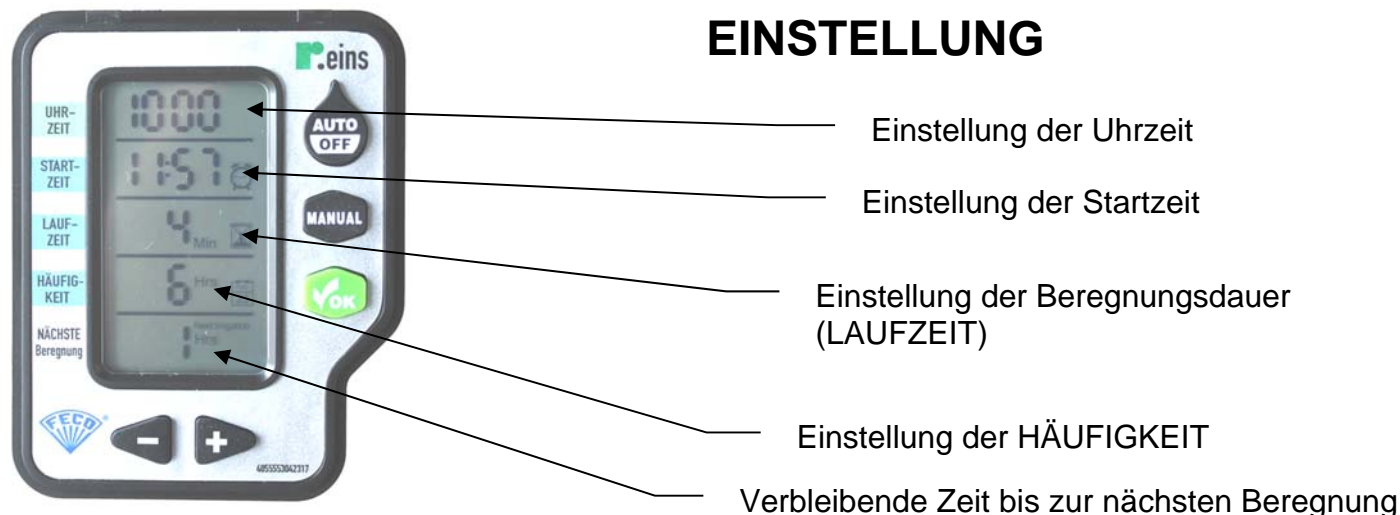 EINSTELLUNG
r.eins
UHR-
ZEIT
10:00
AUTO
OFF
Einstellung der Uhrzeit
START-
ZEIT
11:57
Einstellung der Startzeit
LAUF-
ZEIT
4 Min
MANUAL
HÄUFIG-
KEIT
6 Hrs
OK
Einstellung der Beregnungsdauer
(LAUFZEIT)
NÄCHSTE
Beregnung
1 Hrs
FECO®
- +
4055553042317
Einstellung der HÄUFIGKEIT
Verbleibende Zeit bis zur nächsten Beregnung